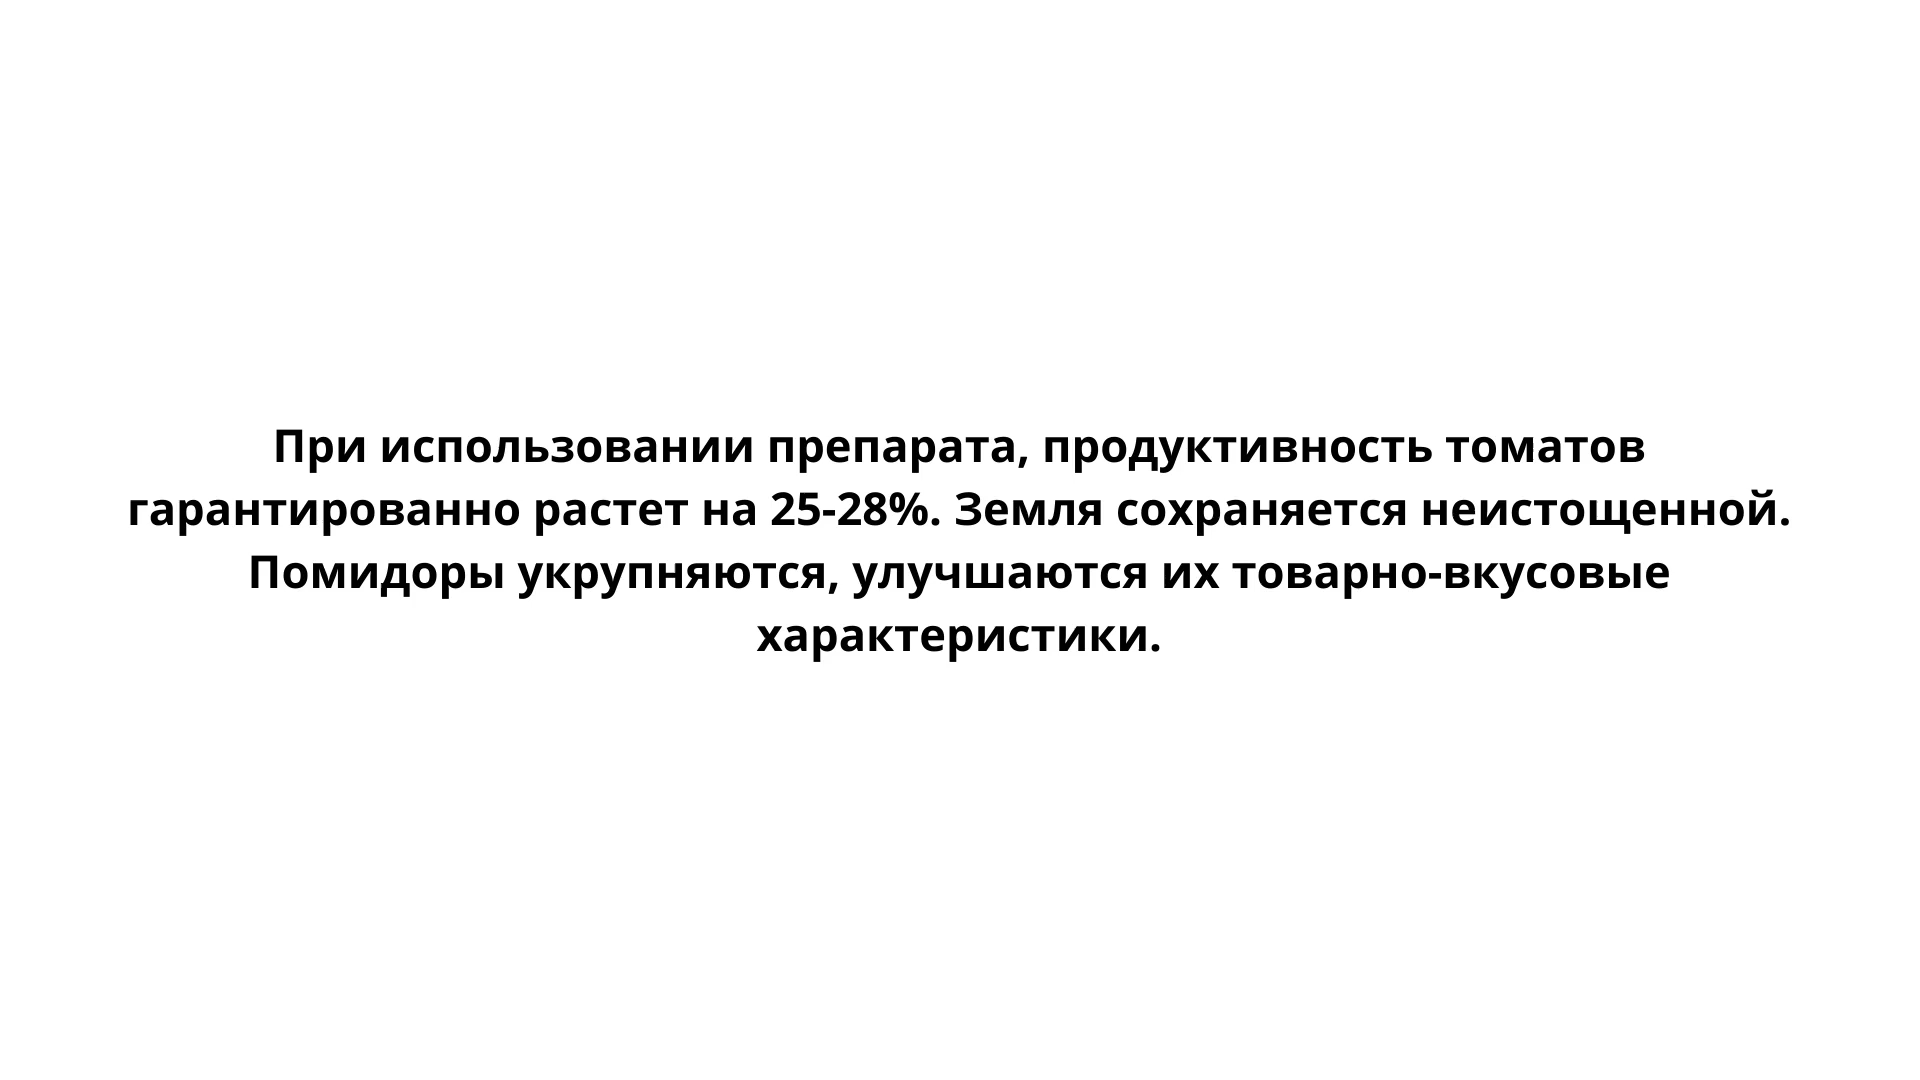 При использовании препарата, продуктивность томатов
гарантированно растет на 25-28%. Земля сохраняется неистощенной.
Помидоры укрупняются, улучшаются их товарно-вкусовые
характеристики.